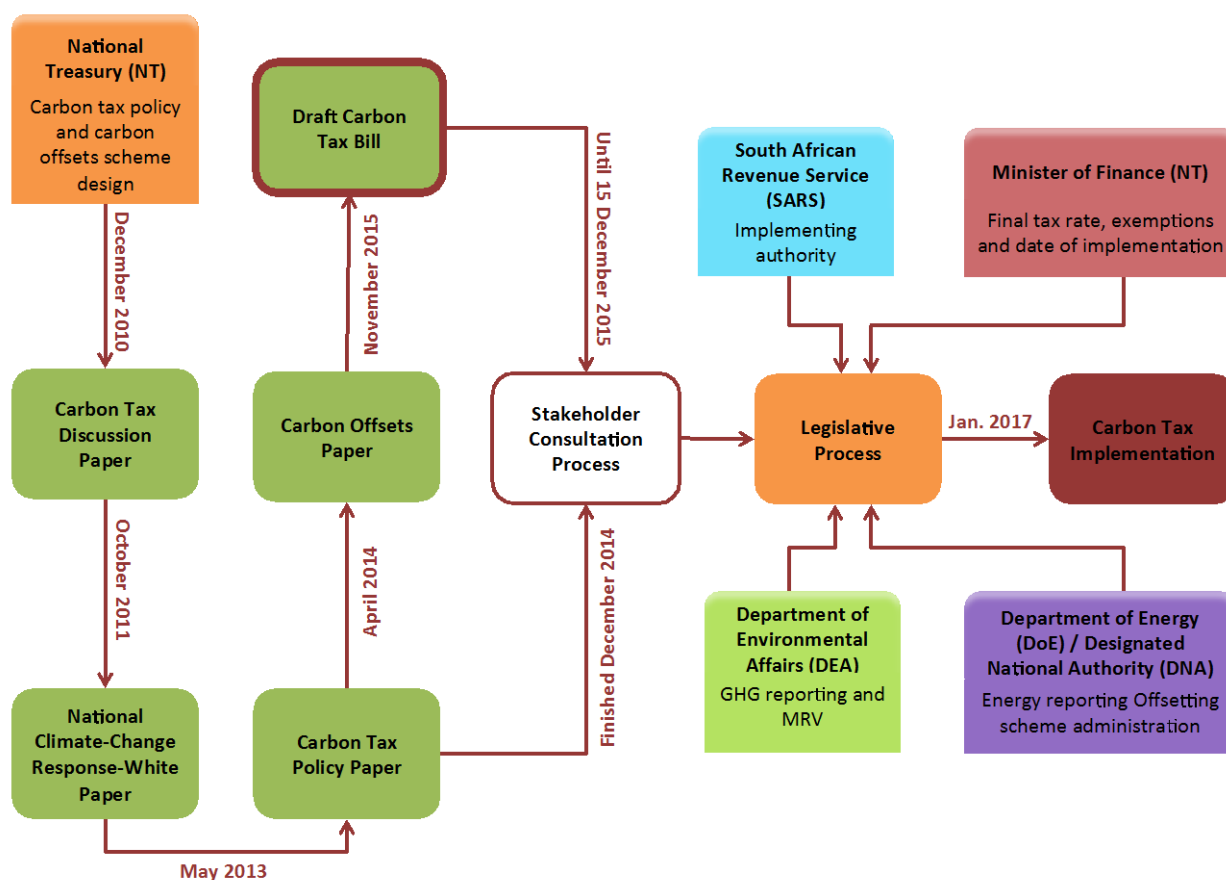 National
Treasury (NT)
Carbon tax policy
and carbon
offsets scheme
design
December 2010
Carbon Tax
Discussion
Paper
October 2011
National
Climate-Change
Response-White
Paper
May 2013
Carbon Tax
Policy Paper
April 2014
Carbon Offsets
Paper
November 2015
Draft Carbon
Tax Bill
Until 15 December 2015
Finished December 2014
Stakeholder
Consultation
Process
South African
Revenue Service
(SARS)
Implementing
authority
Minister of Finance (NT)
Final tax rate, exemptions
and date of implementation
Legislative
Process
Jan. 2017
Carbon Tax
Implementation
Department of
Environmental
Affairs (DEA)
GHG reporting and
MRV
Department of Energy
(DoE) / Designated
National Authority (DNA)
Energy reporting Offsetting
scheme administration